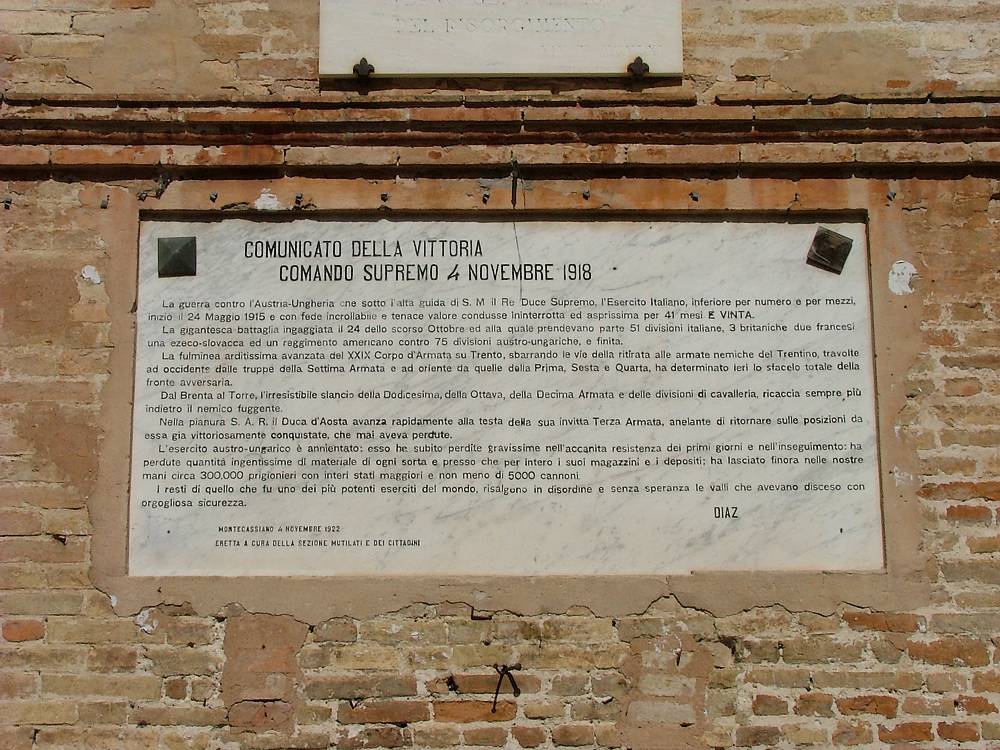 DEL RISORGIMENTO
COMUNICATO DELLA VITTORIA
COMANDO SUPREMO 4 NOVEMBRE 1918
La guerra contro l'Austria-Ungheria che sotto l'alta guida di S. M il Re Duce Supremo, l'Esercito Italiano, inferiore per numero e per mezzi,
inizio il 24 Maggio 1915 e con fede incrollabile e tenace valore condusse ininterrotta ed asprissima per 41 mesi E VINTA.
La gigantesca battaglia ingaggiata il 24 dello scorso Ottobre ed alla quale prendevano parte 51 divisioni italiane, 3 britaniche due francesi
una ezeco-slovacca ed un reggimento americano contro 75 divisioni austro-ungariche, e finita.
La fulminea arditissima avanzata del XXIX Corpo d'Armata su Trento, sbarrando le vie della ritirata alle armate nemiche del Trentino, travolte
ad occidente dalle truppe della Settima Armata e ad oriente da quelle della Prima, Sesta e Quarta, ha determinato ieri lo sfacelo totale della
fronte avversaria.
Dal Brenta al Torre, l'irresistibile slancio della Dodicesima, della Ottava, della Decima Armata e delle divisioni di cavalleria, ricaccia sempre più
indietro il nemico fuggente.
Nella pianura S. A. R. il Duca d'Aosta avanza rapidamente alla testa della sua invitta Terza Armata, anelante di ritornare sulle posizioni da
essa gia vittoriosamente conquistate, che mai aveva perdute.
L'esercito austro-ungarico è annientato: esso he subito perdite gravissime nell'accanita resistenza dei primi giorni e nell'inseguimento: ha
perdute quantità ingentissime di materiale di ogni sorta e presso che per intero i suoi magazzini e i depositi; ha lasciato finora nelle nostre
mani circa 300,000 prigionieri con interi stati maggiori e non meno di 5000 cannoni.
I resti di quello che fu uno dei più potenti eserciti del mondo, risalgono in disordine e senza speranza le valli che avevano disceso con
orgogliosa sicurezza.
DIAZ
MONTECASSIANO 4 NOVEMBRE 1922
ERETTA A CURA DELLA SEZIONE MUTILATI E DEI CITTADINI